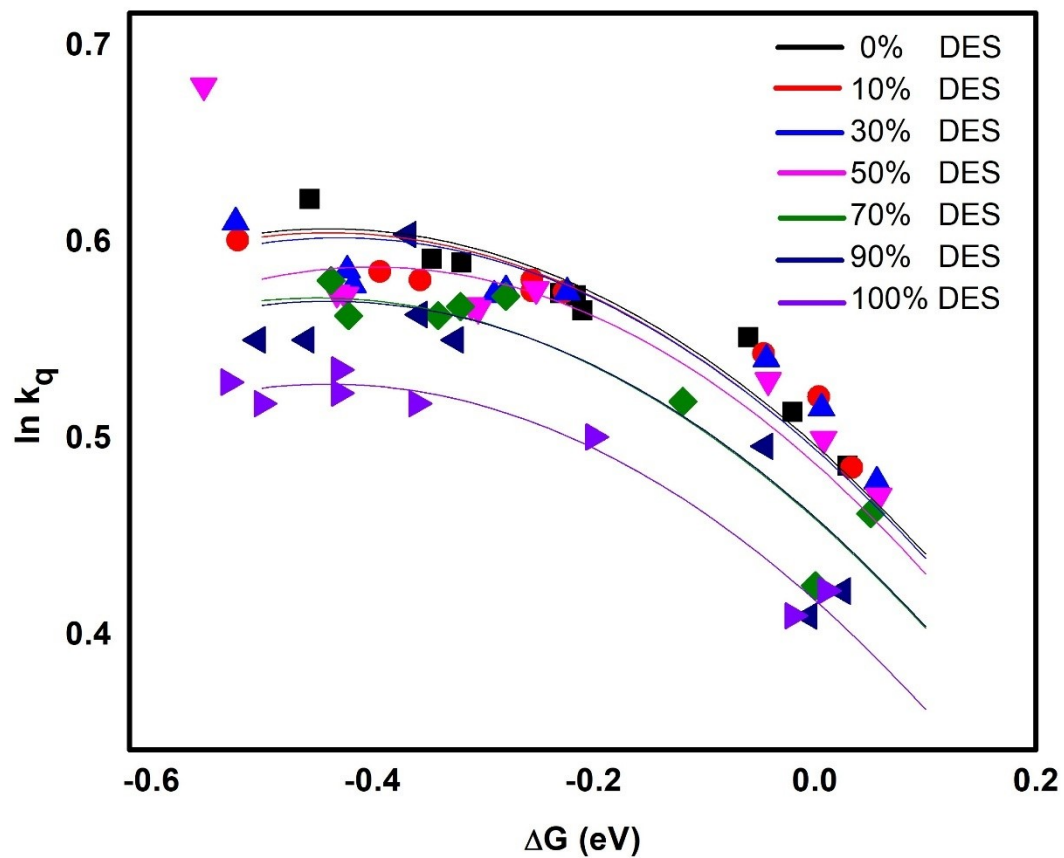 0.7
0.6
0.5
0.4
ln kq
0% DES
10% DES
30% DES
50% DES
70% DES
90% DES
100% DES
-0.6 -0.4 -0.2 0.0 0.2
ΔG (eV)